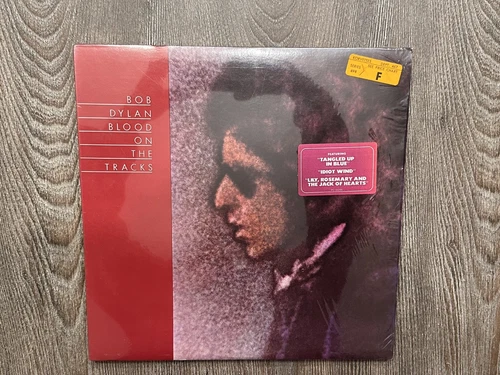 BOB
DYLAN
BLOOD
ON
THE
TRACKS
F
FEATURING
"TANGLED UP
IN BLUE"
"IDIOT WIND"
"LILY, ROSEMARY AND
THE JACK OF HEARTS"